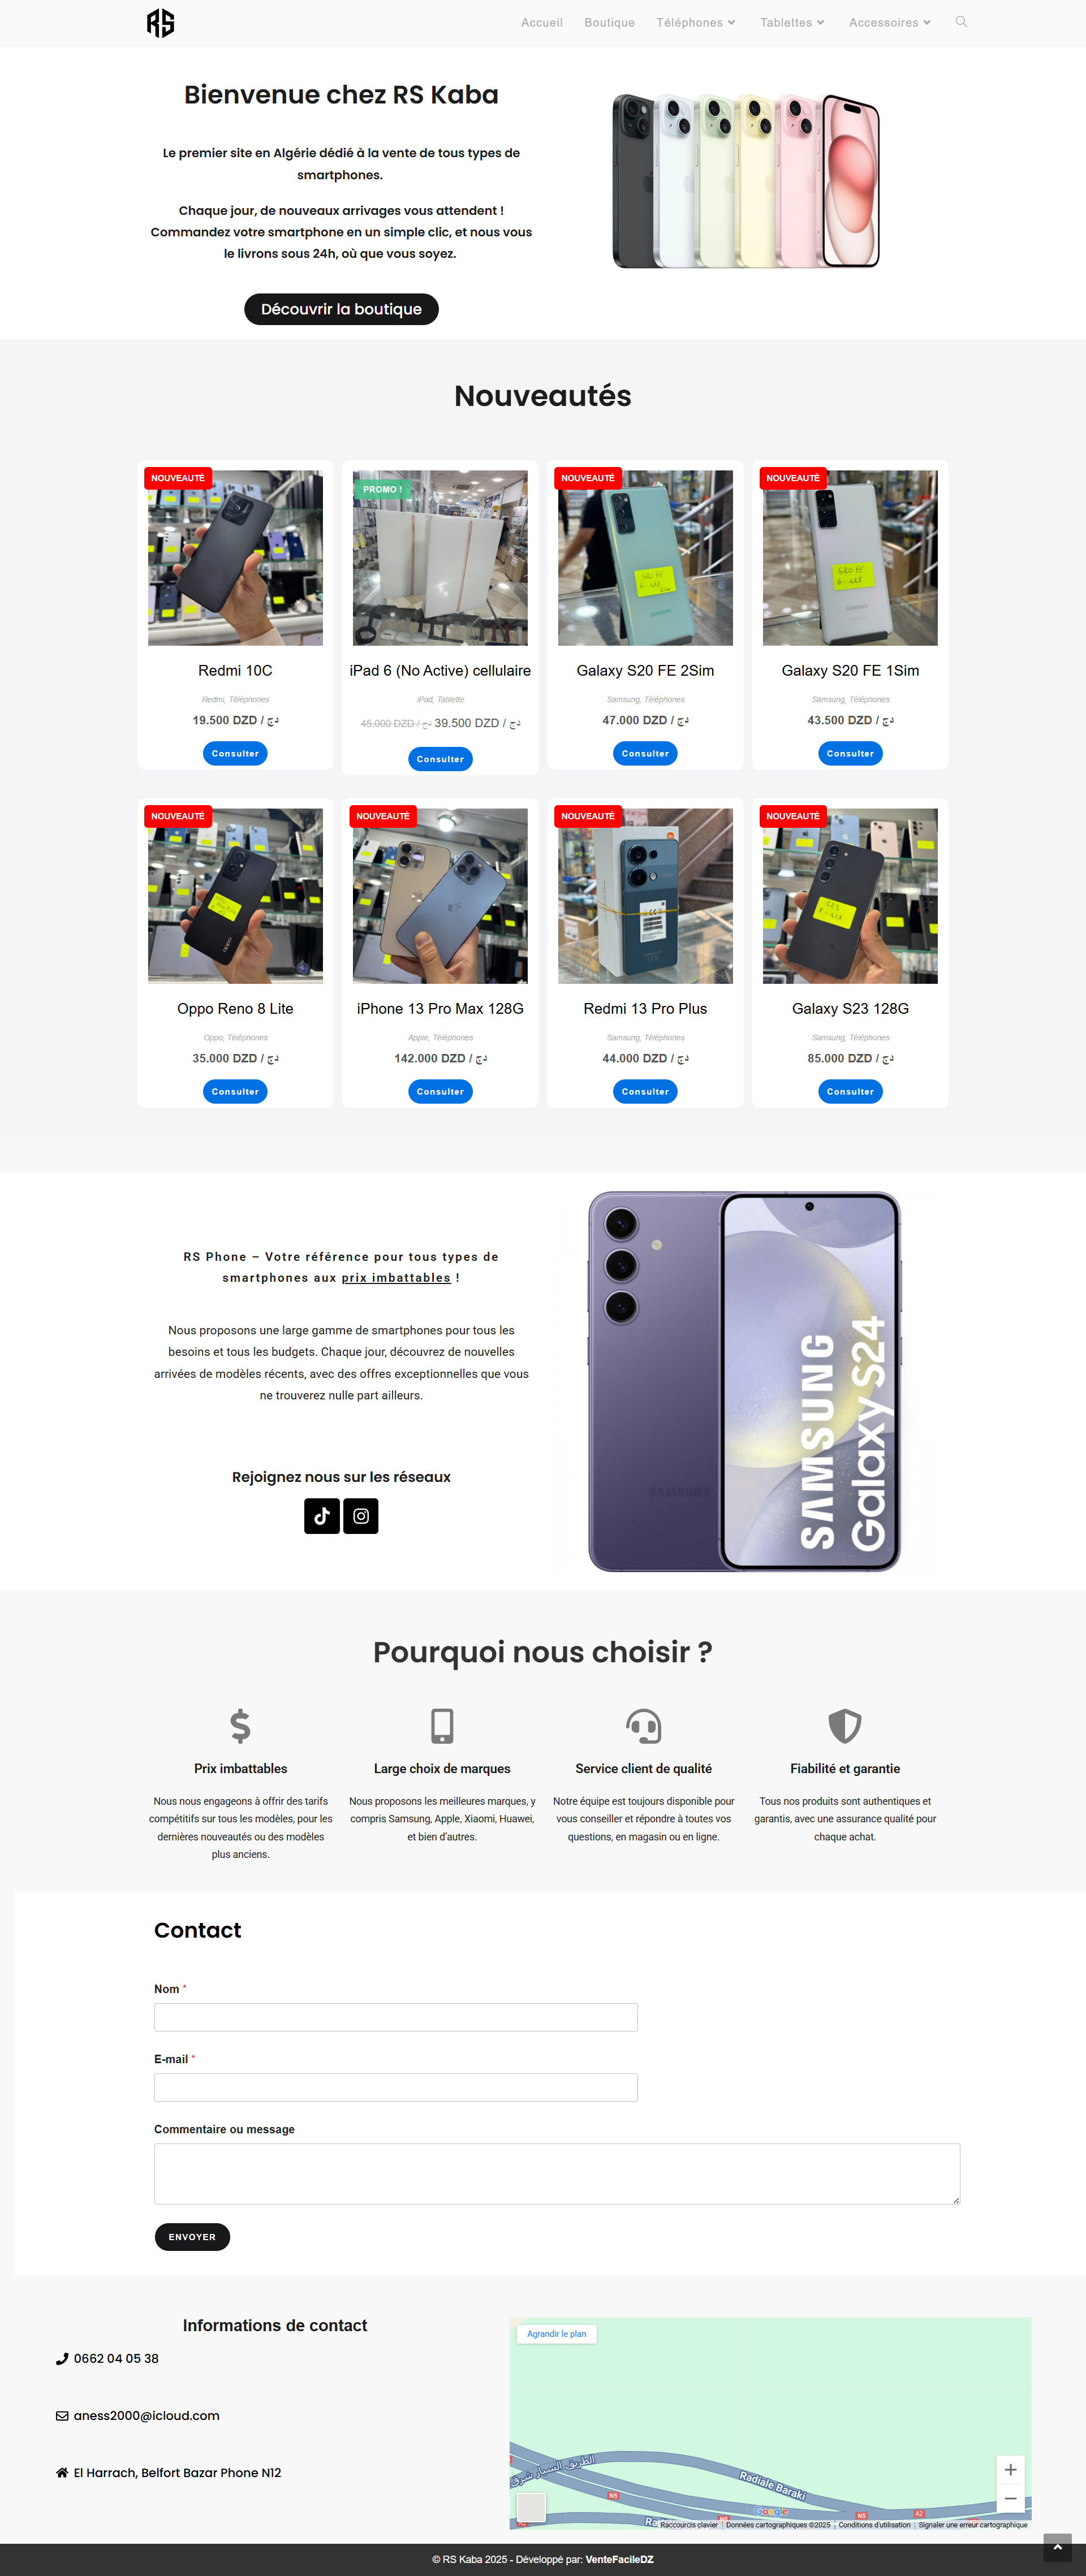 RS
Accueil Boutique Téléphones Tablettes Accessoires
Bienvenue chez RS Kaba
Le premier site en Algérie dédié à la vente de tous types de
smartphones.
Chaque jour, de nouveaux arrivages vous attendent !
Commandez votre smartphone en un simple clic, et nous vous
le livrons sous 24h, où que vous soyez.
Découvrir la boutique
Nouveautés
NOUVEAUTÉ
Redmi 10C
Redmi, Téléphones
19.500 DZD / دج
Consulter
PROMO !
iPad 6 (No Active) cellulaire
iPad, Tablette
45.000 DZD / دج 39.500 DZD / دج
Consulter
NOUVEAUTÉ
S20 FE
SAMSUNG
Galaxy S20 FE 2Sim
Samsung, Téléphones
47.000 DZD / دج
Consulter
NOUVEAUTÉ
S20 FE
SAMSUNG
Galaxy S20 FE 1Sim
Samsung, Téléphones
43.500 DZD / دج
Consulter
NOUVEAUTÉ
oppo
Oppo Reno 8 Lite
Oppo, Téléphones
35.000 DZD / دج
Consulter
NOUVEAUTÉ
iPhone 13 Pro Max 128G
Apple, Téléphones
142.000 DZD / دج
Consulter
NOUVEAUTÉ
Redmi 13 Pro Plus
Samsung, Téléphones
44.000 DZD / دج
Consulter
NOUVEAUTÉ
S23
Galaxy S23 128G
Samsung, Téléphones
85.000 DZD / دج
Consulter
RS Phone – Votre référence pour tous types de
smartphones aux prix imbattables !
Nous proposons une large gamme de smartphones pour tous les
besoins et tous les budgets. Chaque jour, découvrez de nouvelles
arrivées de modèles récents, avec des offres exceptionnelles que vous
ne trouverez nulle part ailleurs.
Rejoignez nous sur les réseaux
SAMSUNG
SAMSUNG
Galaxy S24
Pourquoi nous choisir ?
Prix imbattables
Nous nous engageons à offrir des tarifs
compétitifs sur tous les modèles, pour les
dernières nouveautés ou des modèles
plus anciens.
Large choix de marques
Nous proposons les meilleures marques, y
compris Samsung, Apple, Xiaomi, Huawei,
et bien d'autres.
Service client de qualité
Notre équipe est toujours disponible pour
vous conseiller et répondre à toutes vos
questions, en magasin ou en ligne.
Fiabilité et garantie
Tous nos produits sont authentiques et
garantis, avec une assurance qualité pour
chaque achat.
Contact
Nom *
E-mail *
Commentaire ou message
ENVOYER
Informations de contact
0662 04 05 38
aness2000@icloud.com
El Harrach, Belfort Bazar Phone N12
Agrandir le plan
الطريق السيار شرق
Radiale Baraki
N5
N5
N5
A2
Google
Raccourcis clavier Données cartographiques ©2025 Conditions d'utilisation Signaler une erreur cartographique
© RS Kaba 2025 - Développé par: VenteFacileDZ